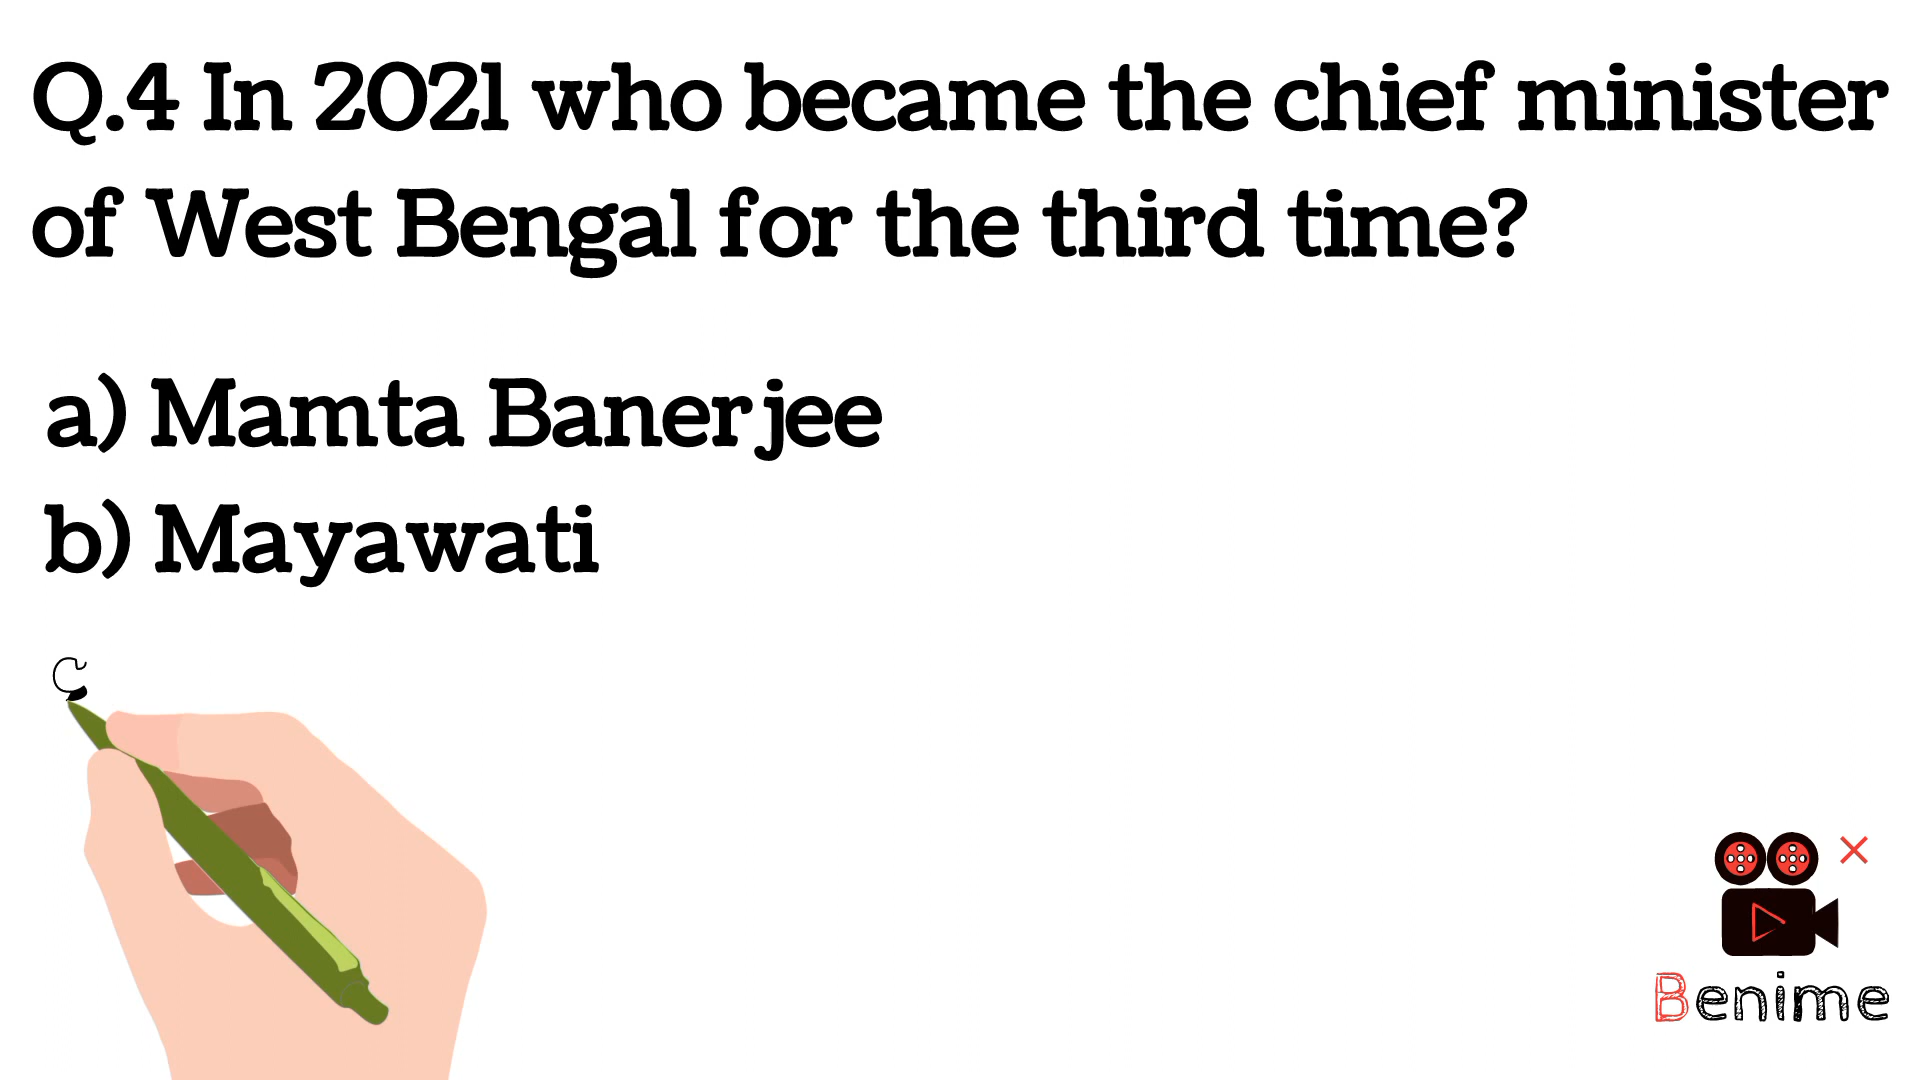 Q.4 In 2021 who became the chief minister
of West Bengal for the third time?
a) Mamta Banerjee
b) Mayawati
c
Benime